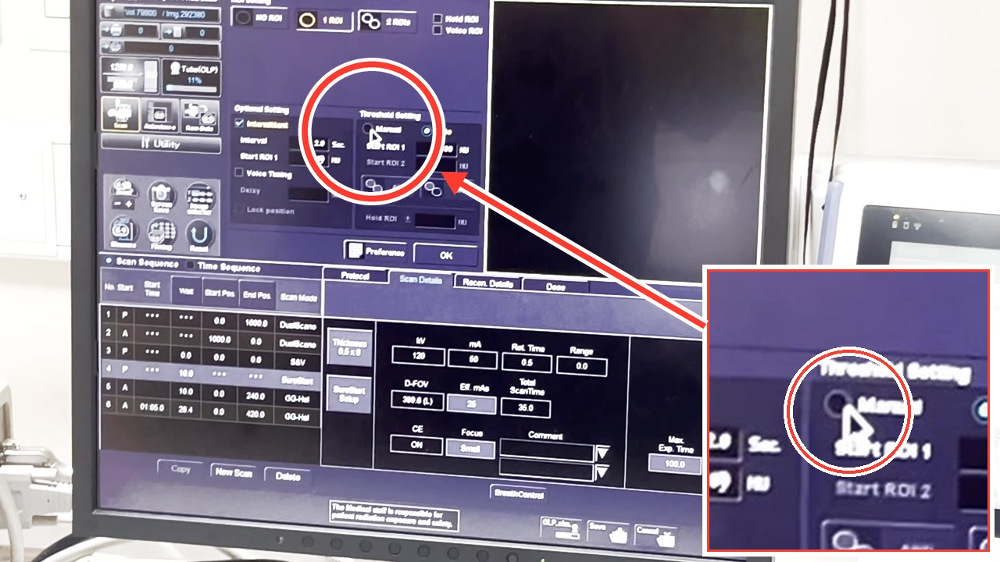 Vol 79900 / Img.292380
0
0
0
Tube(OLP)
11%
Utility
NO ROI
1 ROI
2 ROIs
Hold ROI
Voice ROI
Optional Setting
Intermittent
Interval
2.0 Sec.
Start ROI 1
HU
Voice Timing
Delay
Lock position
Threshold Setting
Manual
Start ROI 1
HU
Start ROI 2
HU
Hold ROI ±
HU
Preference
OK
Scan Sequence
Time Sequence
No. Start Start Time Wait Start Pos End Pos Scan Mode
1 P *** *** 0.0 1000.0 DualScano
2 A *** *** 1000.0 0.0 DualScano
3 P *** 0.0 0.0 0.0 S&V
4 P *** 10.0 *** *** SureStart
5 A 10.0 0.0 240.0 GG-Hel
6 A 01:05.0 28.4 0.0 420.0 GG-Hel
Copy
New Scan
Delete
Protocol
Scan Details
Recon. Details
Dose
Thickness
0.5 x 8
SureStart
Setup
kV
120
mA
50
Rot. Time
0.5
Range
0.0
D-FOV
Eff. mAs
25
Total
ScanTime
35.0
CE
ON
Focus
Small
Comment
Max.
Exp. Time
100.0
BreathControl
The Medical staff is responsible for
patient radiation exposure and safety.
Save
Cancel
Threshold Setting
Manual
2.0 Sec.
Start ROI 1
HU
Start ROI 2